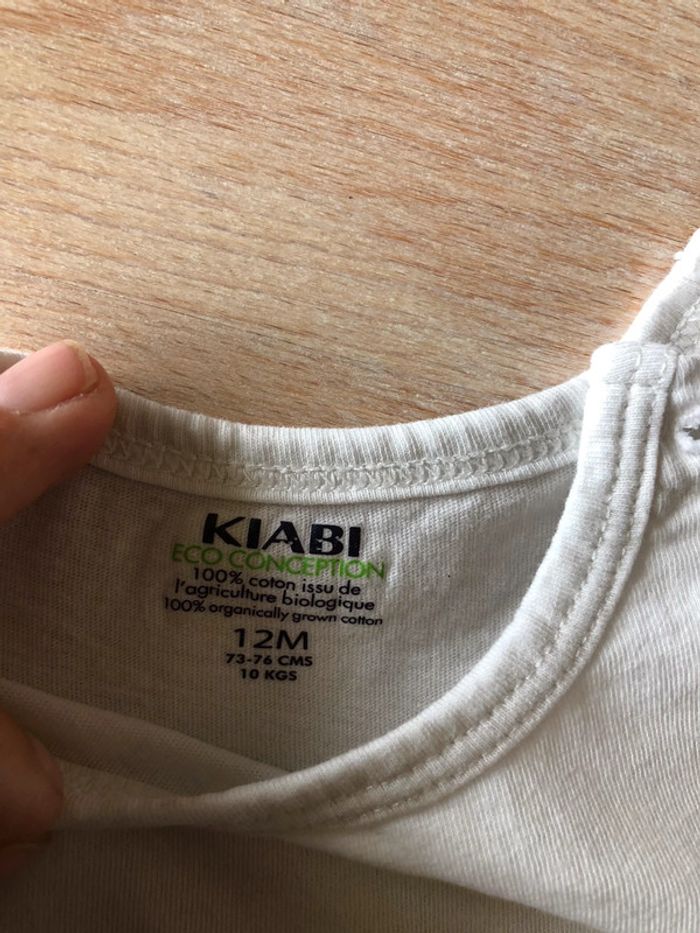 KIABI
ECO CONCEPTION
100% coton issu de
l'agriculture biologique
100% organically grown cotton
12M
73-76 CMS
10 KGS